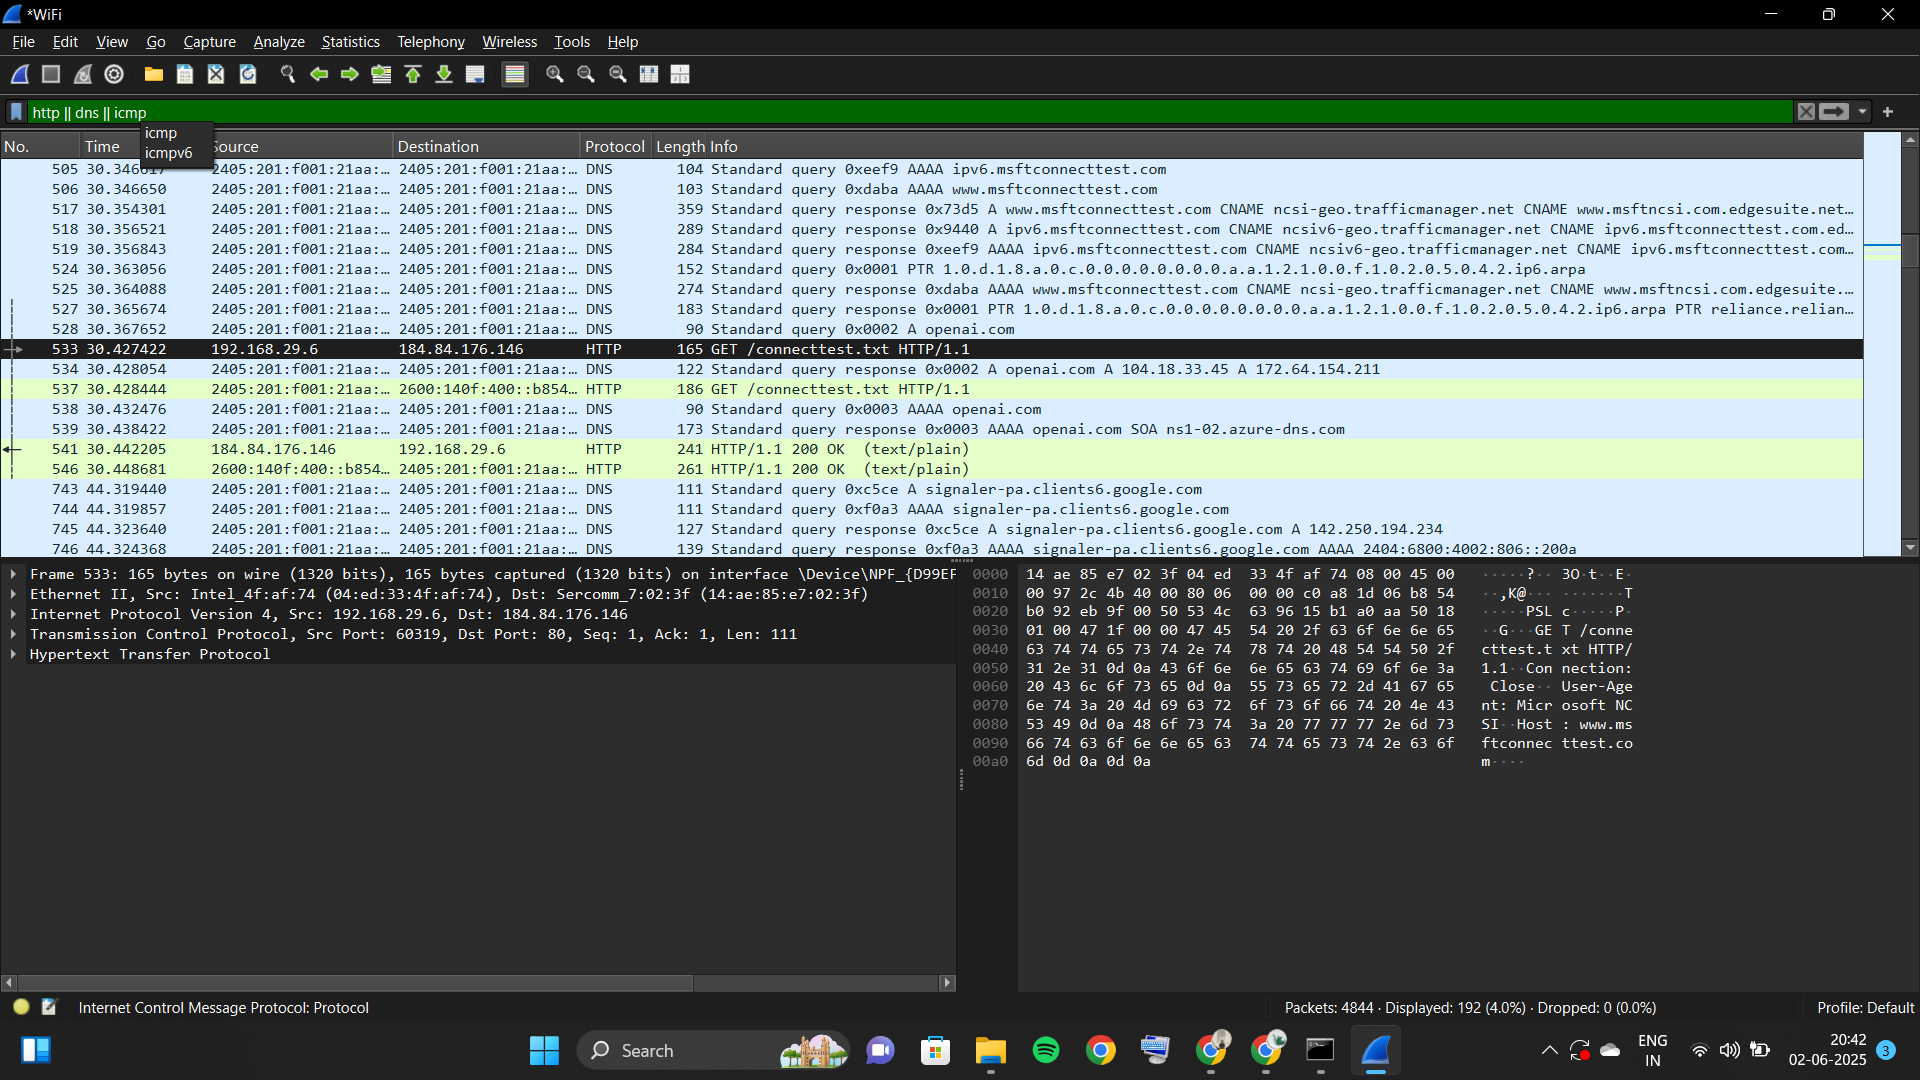 *WiFi
File Edit View Go Capture Analyze Statistics Telephony Wireless Tools Help
http || dns || icmp
icmp
icmpv6
No. Time Source Destination Protocol Length Info
505 30.346617 2405:201:f001:21aa:… 2405:201:f001:21aa:… DNS 104 Standard query 0xeef9 AAAA ipv6.msftconnecttest.com
506 30.346650 2405:201:f001:21aa:… 2405:201:f001:21aa:… DNS 103 Standard query 0xdaba AAAA www.msftconnecttest.com
517 30.354301 2405:201:f001:21aa:… 2405:201:f001:21aa:… DNS 359 Standard query response 0x73d5 A www.msftconnecttest.com CNAME ncsi-geo.trafficmanager.net CNAME www.msftncsi.com.edgesuite.net…
518 30.356521 2405:201:f001:21aa:… 2405:201:f001:21aa:… DNS 289 Standard query response 0x9440 A ipv6.msftconnecttest.com CNAME ncsiv6-geo.trafficmanager.net CNAME ipv6.msftconnecttest.com.ed…
519 30.356843 2405:201:f001:21aa:… 2405:201:f001:21aa:… DNS 284 Standard query response 0xeef9 AAAA ipv6.msftconnecttest.com CNAME ncsiv6-geo.trafficmanager.net CNAME ipv6.msftconnecttest.com…
524 30.363056 2405:201:f001:21aa:… 2405:201:f001:21aa:… DNS 152 Standard query 0x0001 PTR 1.0.d.1.8.a.0.c.0.0.0.0.0.0.0.0.a.a.1.2.1.0.0.f.1.0.2.0.5.0.4.2.ip6.arpa
525 30.364088 2405:201:f001:21aa:… 2405:201:f001:21aa:… DNS 274 Standard query response 0xdaba AAAA www.msftconnecttest.com CNAME ncsi-geo.trafficmanager.net CNAME www.msftncsi.com.edgesuite.…
527 30.365674 2405:201:f001:21aa:… 2405:201:f001:21aa:… DNS 183 Standard query response 0x0001 PTR 1.0.d.1.8.a.0.c.0.0.0.0.0.0.0.0.a.a.1.2.1.0.0.f.1.0.2.0.5.0.4.2.ip6.arpa PTR reliance.relian…
528 30.367652 2405:201:f001:21aa:… 2405:201:f001:21aa:… DNS 90 Standard query 0x0002 A openai.com
533 30.427422 192.168.29.6 184.84.176.146 HTTP 165 GET /connecttest.txt HTTP/1.1
534 30.428054 2405:201:f001:21aa:… 2405:201:f001:21aa:… DNS 122 Standard query response 0x0002 A openai.com A 104.18.33.45 A 172.64.154.211
537 30.428444 2405:201:f001:21aa:… 2600:140f:400::b854… HTTP 186 GET /connecttest.txt HTTP/1.1
538 30.432476 2405:201:f001:21aa:… 2405:201:f001:21aa:… DNS 90 Standard query 0x0003 AAAA openai.com
539 30.438422 2405:201:f001:21aa:… 2405:201:f001:21aa:… DNS 173 Standard query response 0x0003 AAAA openai.com SOA ns1-02.azure-dns.com
541 30.442205 184.84.176.146 192.168.29.6 HTTP 241 HTTP/1.1 200 OK (text/plain)
546 30.448681 2600:140f:400::b854… 2405:201:f001:21aa:… HTTP 261 HTTP/1.1 200 OK (text/plain)
743 44.319440 2405:201:f001:21aa:… 2405:201:f001:21aa:… DNS 111 Standard query 0xc5ce A signaler-pa.clients6.google.com
744 44.319857 2405:201:f001:21aa:… 2405:201:f001:21aa:… DNS 111 Standard query 0xf0a3 AAAA signaler-pa.clients6.google.com
745 44.323640 2405:201:f001:21aa:… 2405:201:f001:21aa:… DNS 127 Standard query response 0xc5ce A signaler-pa.clients6.google.com A 142.250.194.234
746 44.324368 2405:201:f001:21aa:… 2405:201:f001:21aa:… DNS 139 Standard query response 0xf0a3 AAAA signaler-pa.clients6.google.com AAAA 2404:6800:4002:806::200a
Frame 533: 165 bytes on wire (1320 bits), 165 bytes captured (1320 bits) on interface \Device\NPF_{D99EF
Ethernet II, Src: Intel_4f:af:74 (04:ed:33:4f:af:74), Dst: Sercomm_7:02:3f (14:ae:85:e7:02:3f)
Internet Protocol Version 4, Src: 192.168.29.6, Dst: 184.84.176.146
Transmission Control Protocol, Src Port: 60319, Dst Port: 80, Seq: 1, Ack: 1, Len: 111
Hypertext Transfer Protocol
0000 14 ae 85 e7 02 3f 04 ed 33 4f af 74 08 00 45 00 ·····?·· 3O·t··E·
0010 00 97 2c 4b 40 00 80 06 00 00 c0 a8 1d 06 b8 54 ··,K@··· ·······T
0020 b0 92 eb 9f 00 50 53 4c 63 96 15 b1 a0 aa 50 18 ·····PSL c·····P·
0030 01 00 47 1f 00 00 47 45 54 20 2f 63 6f 6e 6e 65 ··G···GE T /conne
0040 63 74 74 65 73 74 2e 74 78 74 20 48 54 54 50 2f cttest.t xt HTTP/
0050 31 2e 31 0d 0a 43 6f 6e 6e 65 63 74 69 6f 6e 3a 1.1··Con nection:
0060 20 43 6c 6f 73 65 0d 0a 55 73 65 72 2d 41 67 65 Close·· User-Age
0070 6e 74 3a 20 4d 69 63 72 6f 73 6f 66 74 20 4e 43 nt: Micr osoft NC
0080 53 49 0d 0a 48 6f 73 74 3a 20 77 77 77 2e 6d 73 SI··Host : www.ms
0090 66 74 63 6f 6e 6e 65 63 74 74 65 73 74 2e 63 6f ftconnec ttest.co
00a0 6d 0d 0a 0d 0a m····
Internet Control Message Protocol: Protocol
Packets: 4844 · Displayed: 192 (4.0%) · Dropped: 0 (0.0%)
Profile: Default
Search
ENG
IN
20:42
02-06-2025
3